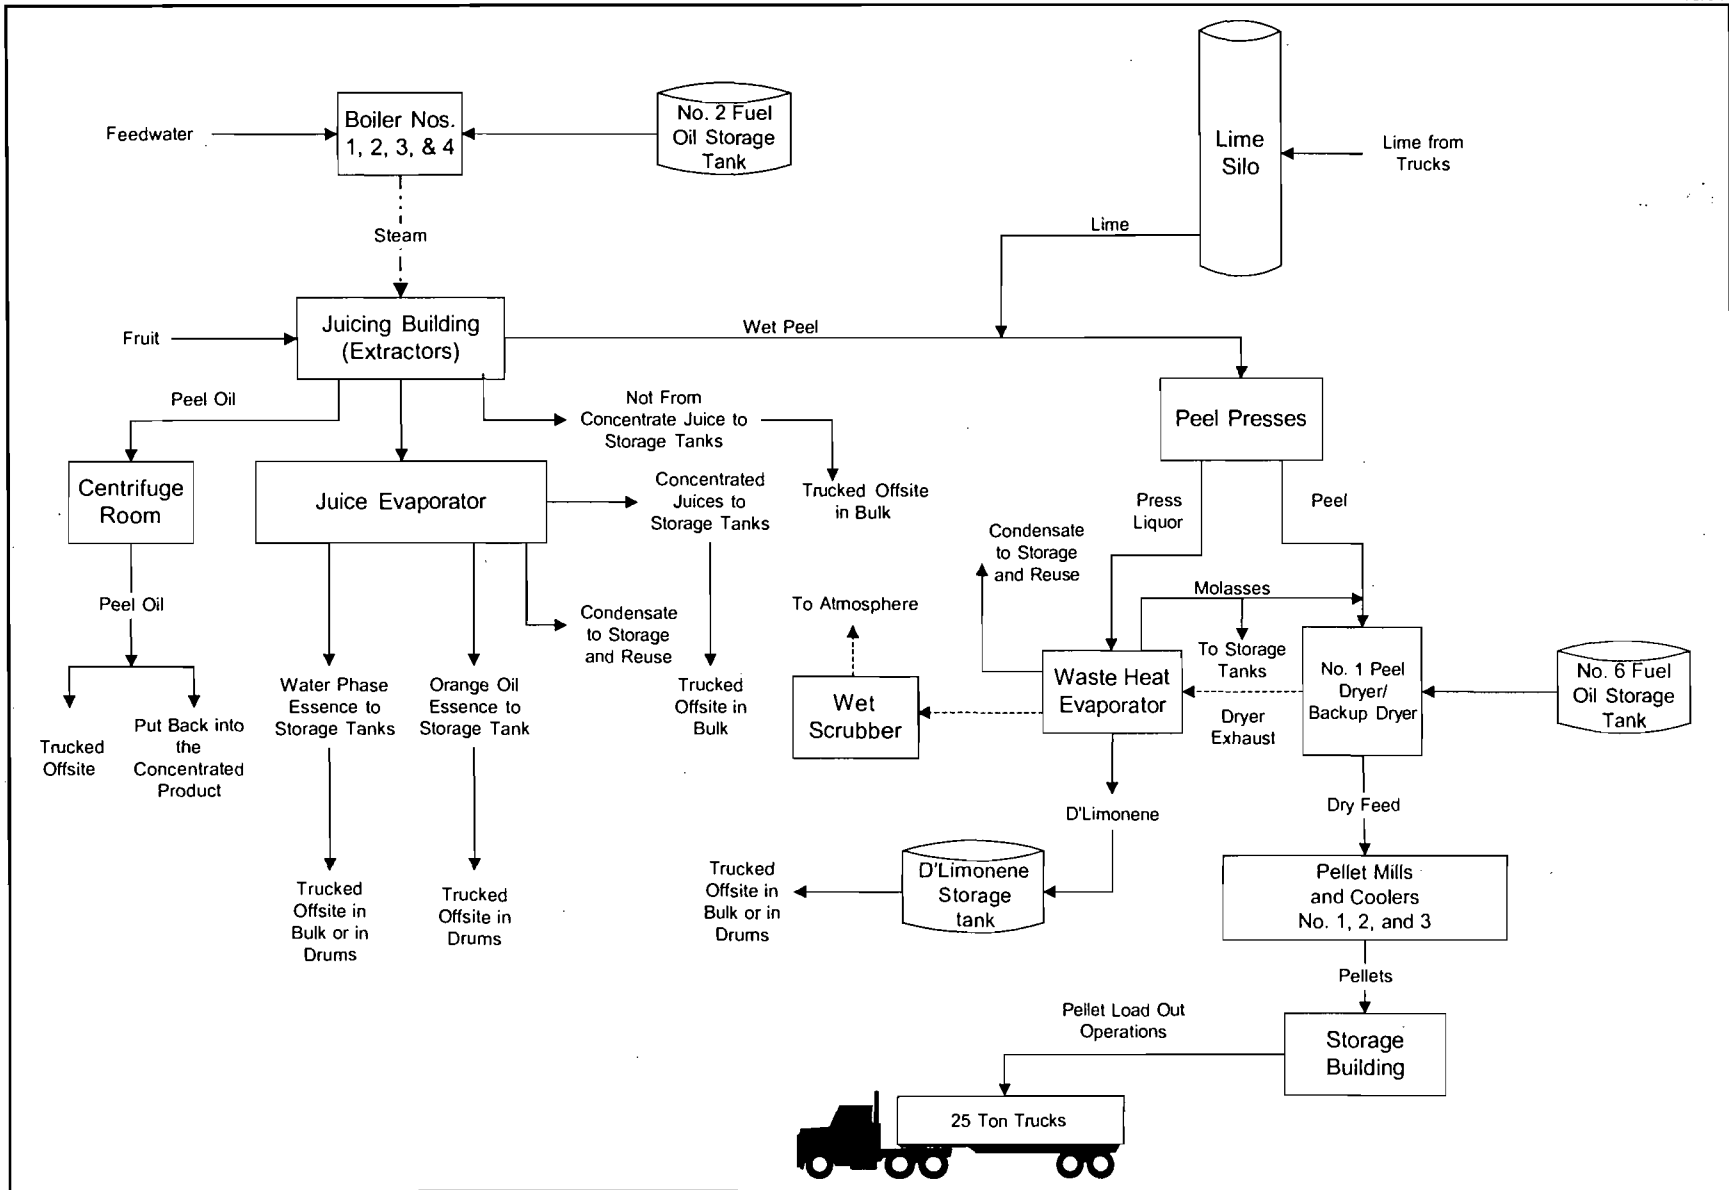 Feedwater
Boiler Nos.
1, 2, 3, & 4
No. 2 Fuel
Oil Storage
Tank
Lime
Silo
Lime from
Trucks
Steam
Lime
Fruit
Juicing Building
(Extractors)
Wet Peel
Peel Oil
Not From
Concentrate Juice to
Storage Tanks
Peel Presses
Centrifuge
Room
Juice Evaporator
Concentrated
Juices to
Storage Tanks
Trucked Offsite
in Bulk
Press
Liquor
Peel
Condensate
to Storage
and Reuse
Peel Oil
Condensate
to Storage
and Reuse
To Atmosphere
Molasses
To Storage
Tanks
Trucked
Offsite
Put Back into
the
Concentrated
Product
Water Phase
Essence to
Storage Tanks
Orange Oil
Essence to
Storage Tank
Trucked
Offsite in
Bulk
Wet
Scrubber
Waste Heat
Evaporator
Dryer
Exhaust
No. 1 Peel
Dryer/
Backup Dryer
No. 6 Fuel
Oil Storage
Tank
D'Limonene
Dry Feed
Trucked
Offsite in
Bulk or in
Drums
Trucked
Offsite in
Drums
Trucked
Offsite in
Bulk or in
Drums
D'Limonene
Storage
tank
Pellet Mills
and Coolers
No. 1, 2, and 3
Pellets
Pellet Load Out
Operations
Storage
Building
25 Ton Trucks